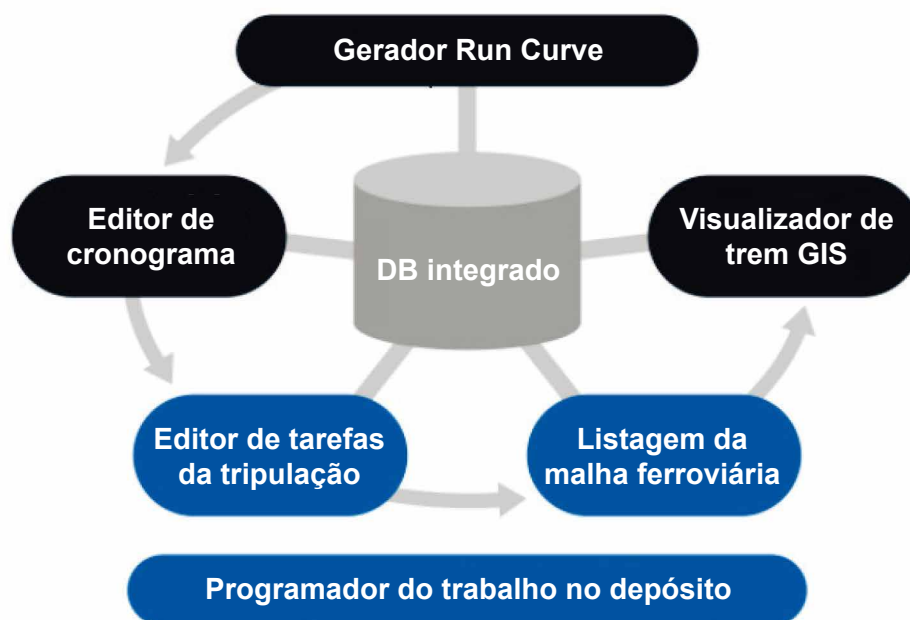 Gerador Run Curve
Editor de
cronograma
Visualizador de
trem GIS
DB integrado
Editor de tarefas
da tripulação
Listagem da
malha ferroviária
Programador do trabalho no depósito